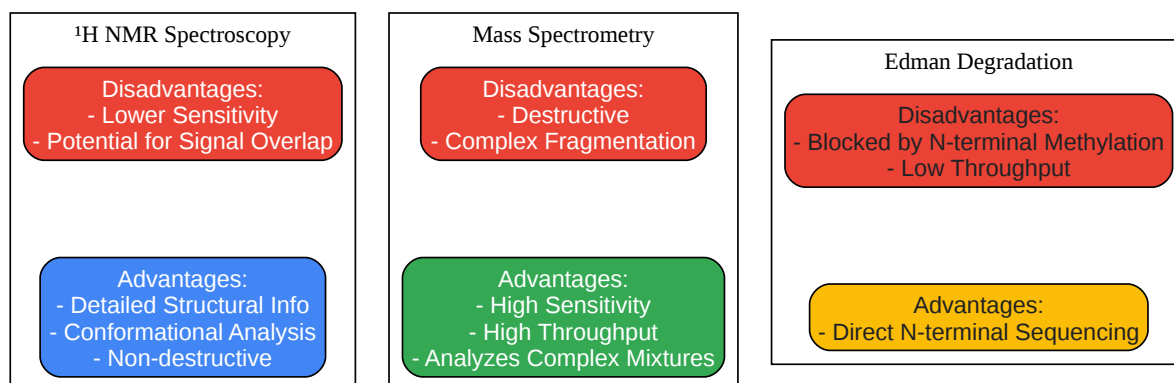 ¹H NMR Spectroscopy
Disadvantages:
- Lower Sensitivity
- Potential for Signal Overlap
Advantages:
- Detailed Structural Info
- Conformational Analysis
- Non-destructive
Mass Spectrometry
Disadvantages:
- Destructive
- Complex Fragmentation
Advantages:
- High Sensitivity
- High Throughput
- Analyzes Complex Mixtures
Edman Degradation
Disadvantages:
- Blocked by N-terminal Methylation
- Low Throughput
Advantages:
- Direct N-terminal Sequencing